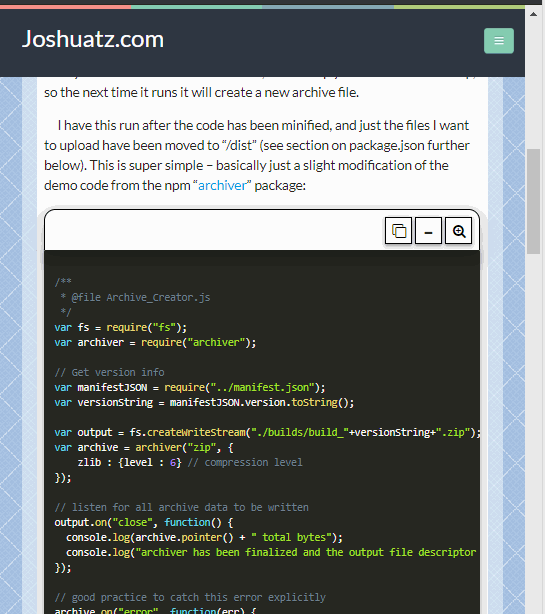 Joshuatz.com
so the next time it runs it will create a new archive file.
I have this run after the code has been minified, and just the files I want
to upload have been moved to “/dist” (see section on package.json further
below). This is super simple – basically just a slight modification of the
demo code from the npm “archiver” package:
/**
 * @file Archive_Creator.js
 */
var fs = require("fs");
var archiver = require("archiver");
// Get version info
var manifestJSON = require("../manifest.json");
var versionString = manifestJSON.version.toString();
var output = fs.createWriteStream("./builds/build_"+versionString+".zip");
var archive = archiver("zip", {
    zlib : {level : 6} // compression level
});
// listen for all archive data to be written
output.on("close", function() {
  console.log(archive.pointer() + " total bytes");
  console.log("archiver has been finalized and the output file descriptor
});
// good practice to catch this error explicitly
archive.on("error", function(err) {